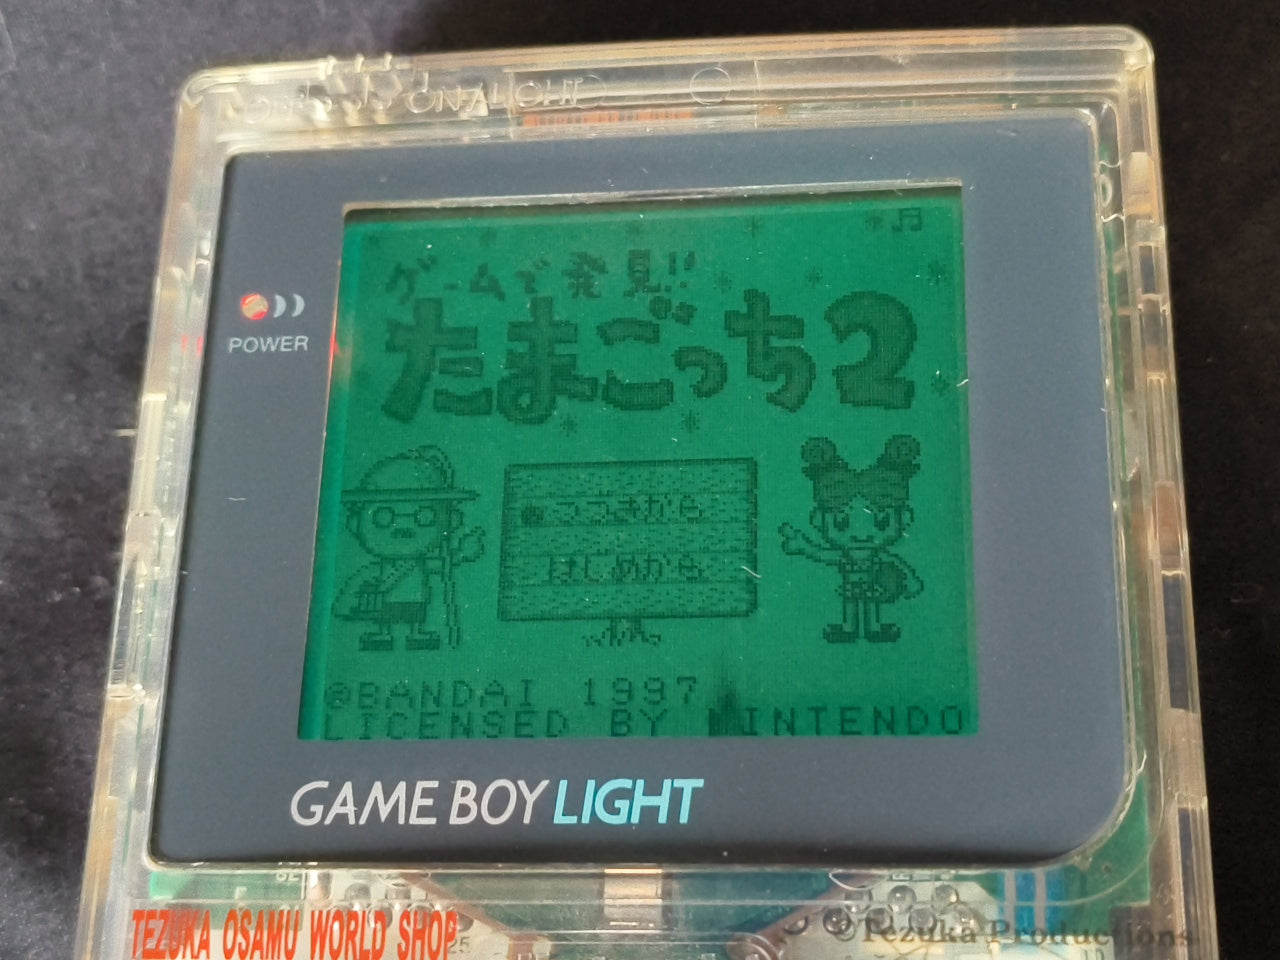 POWER
ゲームで発見!!
たまごっち2
つづきから
はじめから
©BANDAI 1997
LICENSED BY NINTENDO
GAME BOY LIGHT
TEZUKA OSAMU WORLD SHOP
©Tezuka Productions